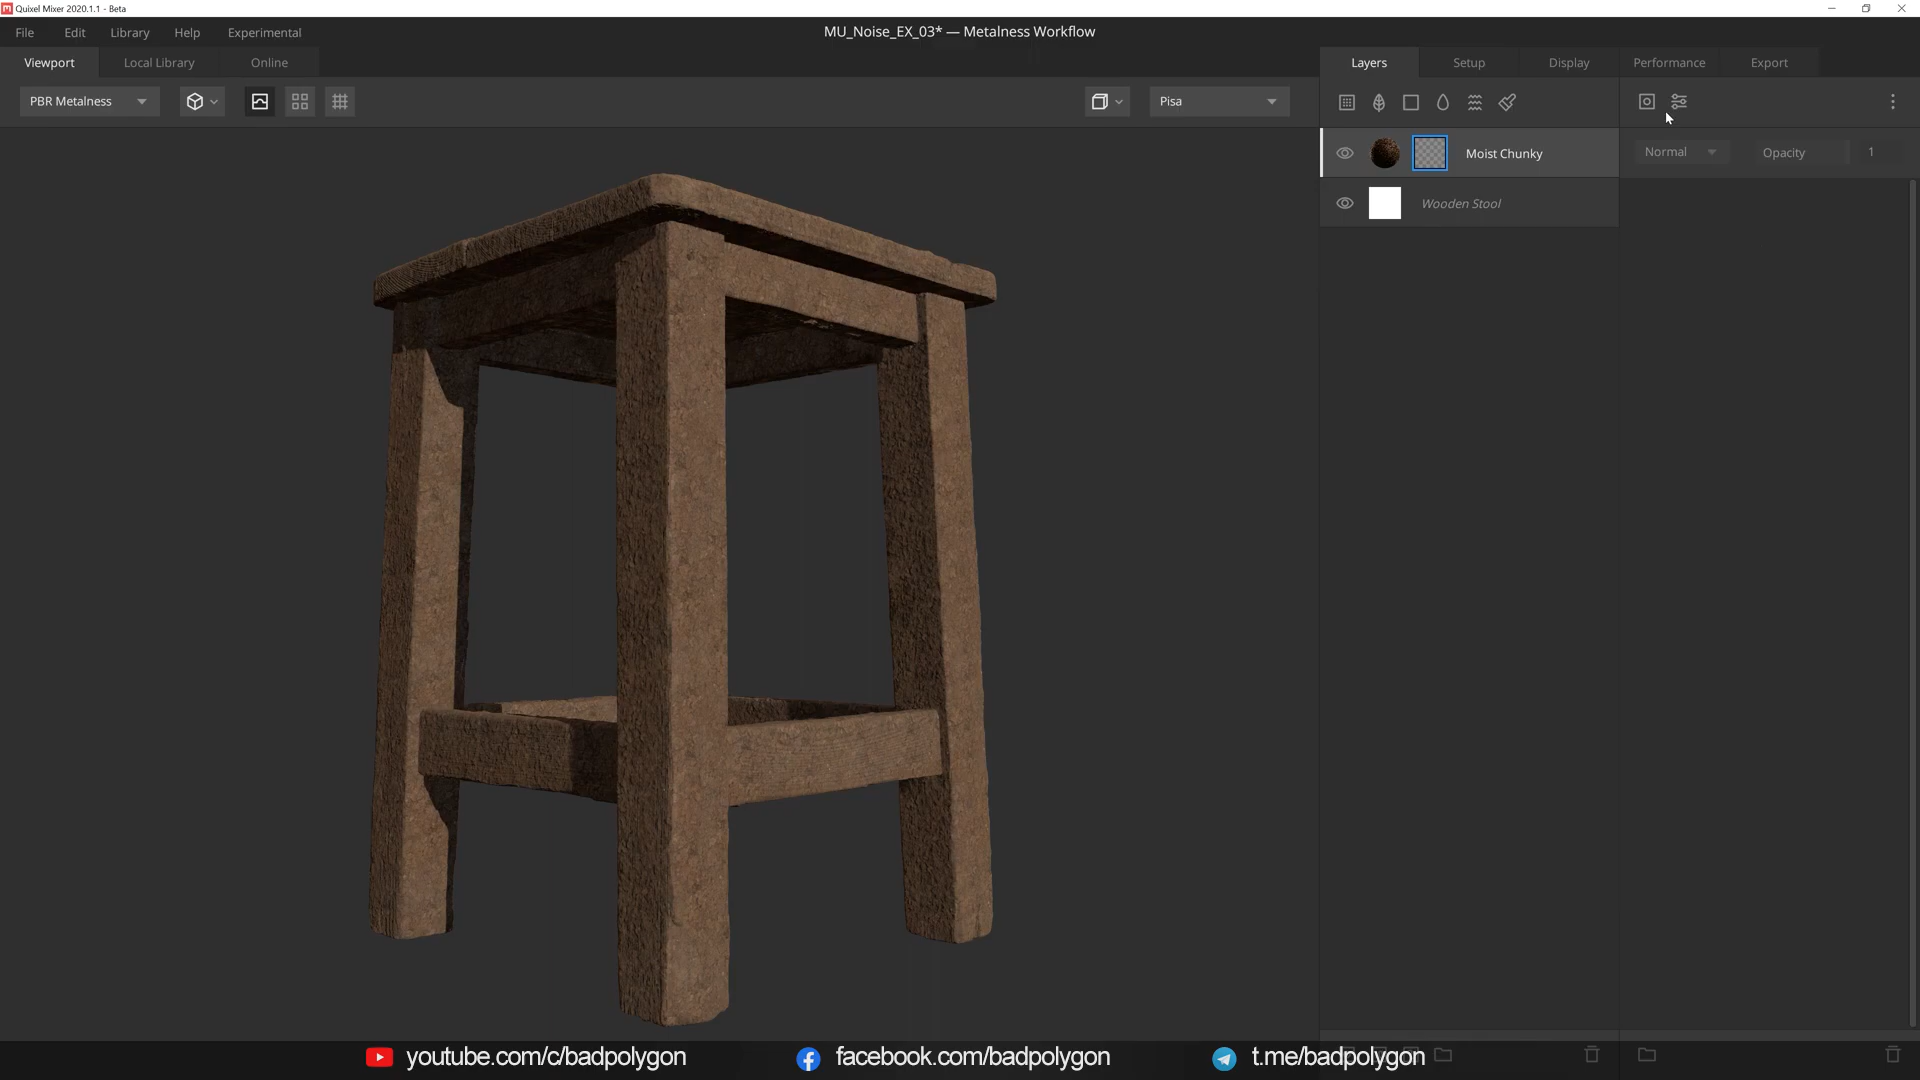 Quixel Mixer 2020.1.1 - Beta
File Edit Library Help Experimental
MU_Noise_EX_03* — Metalness Workflow
Viewport Local Library Online
Layers Setup Display Performance Export
PBR Metalness
Pisa
Moist Chunky
Normal Opacity 1
Wooden Stool
youtube.com/c/badpolygon facebook.com/badpolygon t.me/badpolygon